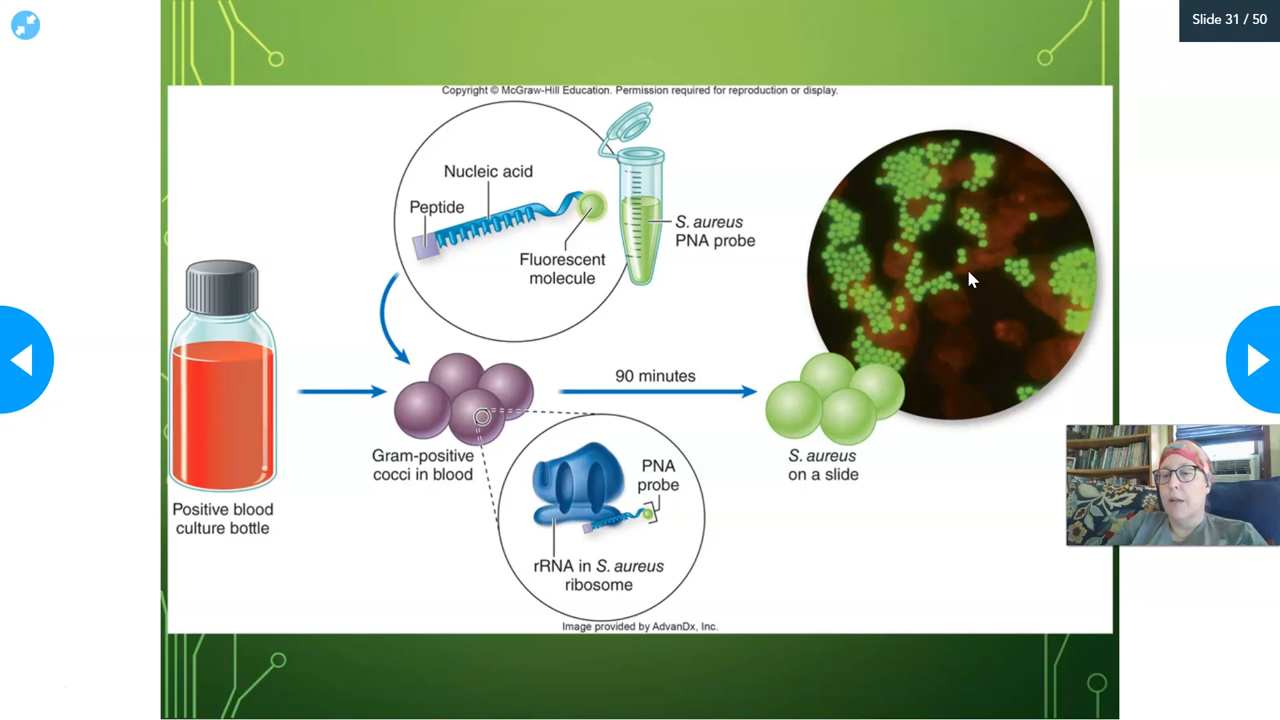 Slide 31 / 50
Copyright © McGraw-Hill Education. Permission required for reproduction or display.
Nucleic acid
Peptide
Fluorescent
molecule
S. aureus
PNA probe
90 minutes
Gram-positive
cocci in blood
PNA
probe
S. aureus
on a slide
Positive blood
culture bottle
rRNA in S. aureus
ribosome
Image provided by AdvanDx, Inc.